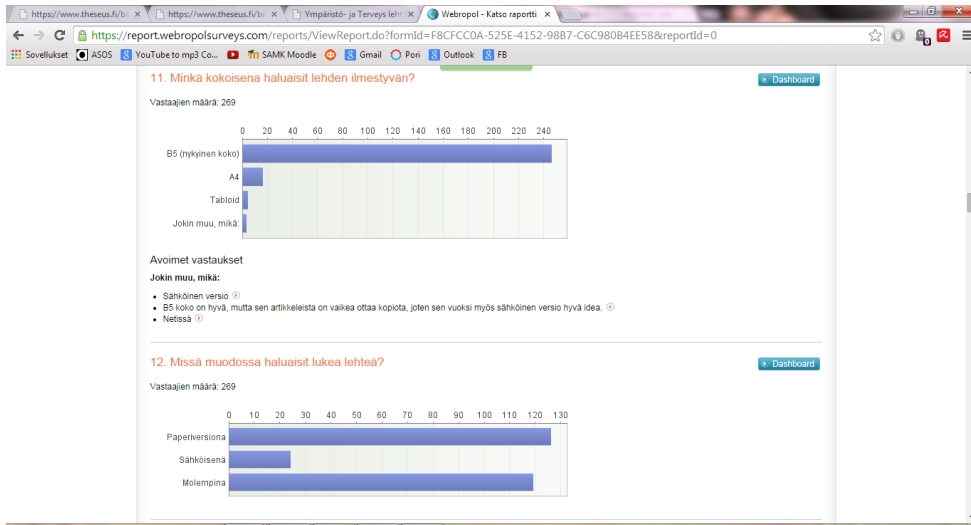 https://www.theseus.fi/bi
https://www.theseus.fi/bi
Ympäristö- ja Terveys leht
Webropol - Katso raportti
https://report.webropolsurveys.com/reports/ViewReport.do?formId=F8CFCC0A-525E-4152-98B7-C6C980B4EE58&reportId=0
Sovellukset ASOS YouTube to mp3 Co... SAMK Moodle Gmail Pori Outlook FB
11. Minkä kokoisena haluaisit lehden ilmestyvän?
Dashboard
Vastaajien määrä: 269
0 20 40 60 80 100 120 140 160 180 200 220 240
B5 (nykyinen koko)
A4
Tabloid
Jokin muu, mikä:
Avoimet vastaukset
Jokin muu, mikä:
Sähköinen versio
B5 koko on hyvä, mutta sen artikkeleista on vaikea ottaa kopiota, joten sen vuoksi myös sähköinen versio hyvä idea.
Netissä
12. Missä muodossa haluaisit lukea lehteä?
Dashboard
Vastaajien määrä: 269
0 10 20 30 40 50 60 70 80 90 100 110 120 130
Paperiversiona
Sähköisenä
Molempina